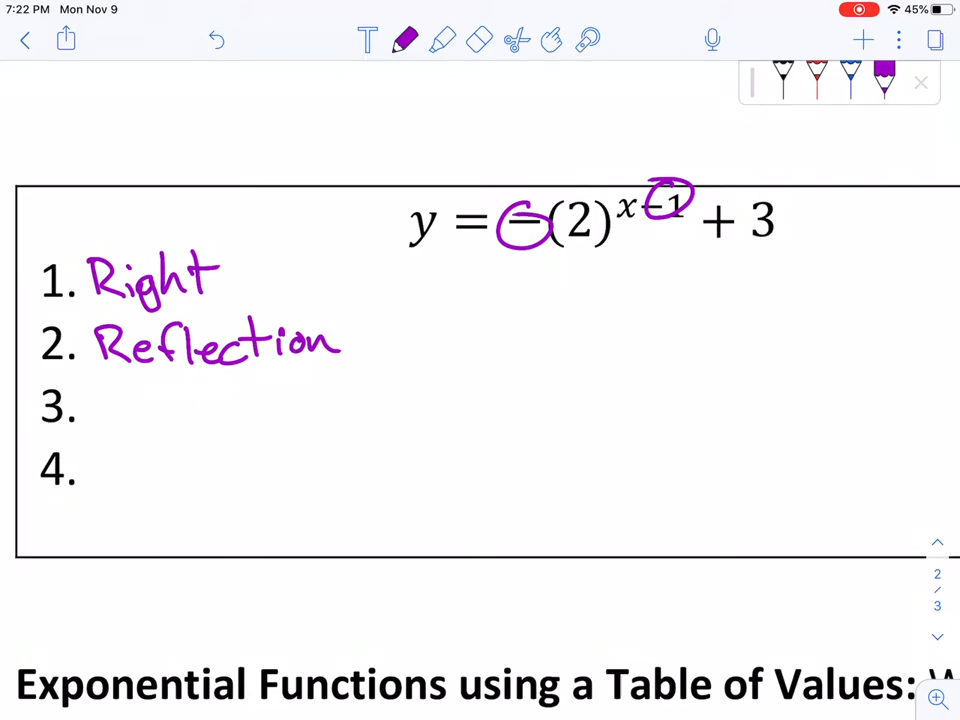 7:22 PM Mon Nov 9
45%
T
y = −(2)^{x−1} + 3
1. Right
2. Reflection
3.
4.
2
/
3
Exponential Functions using a Table of Values: